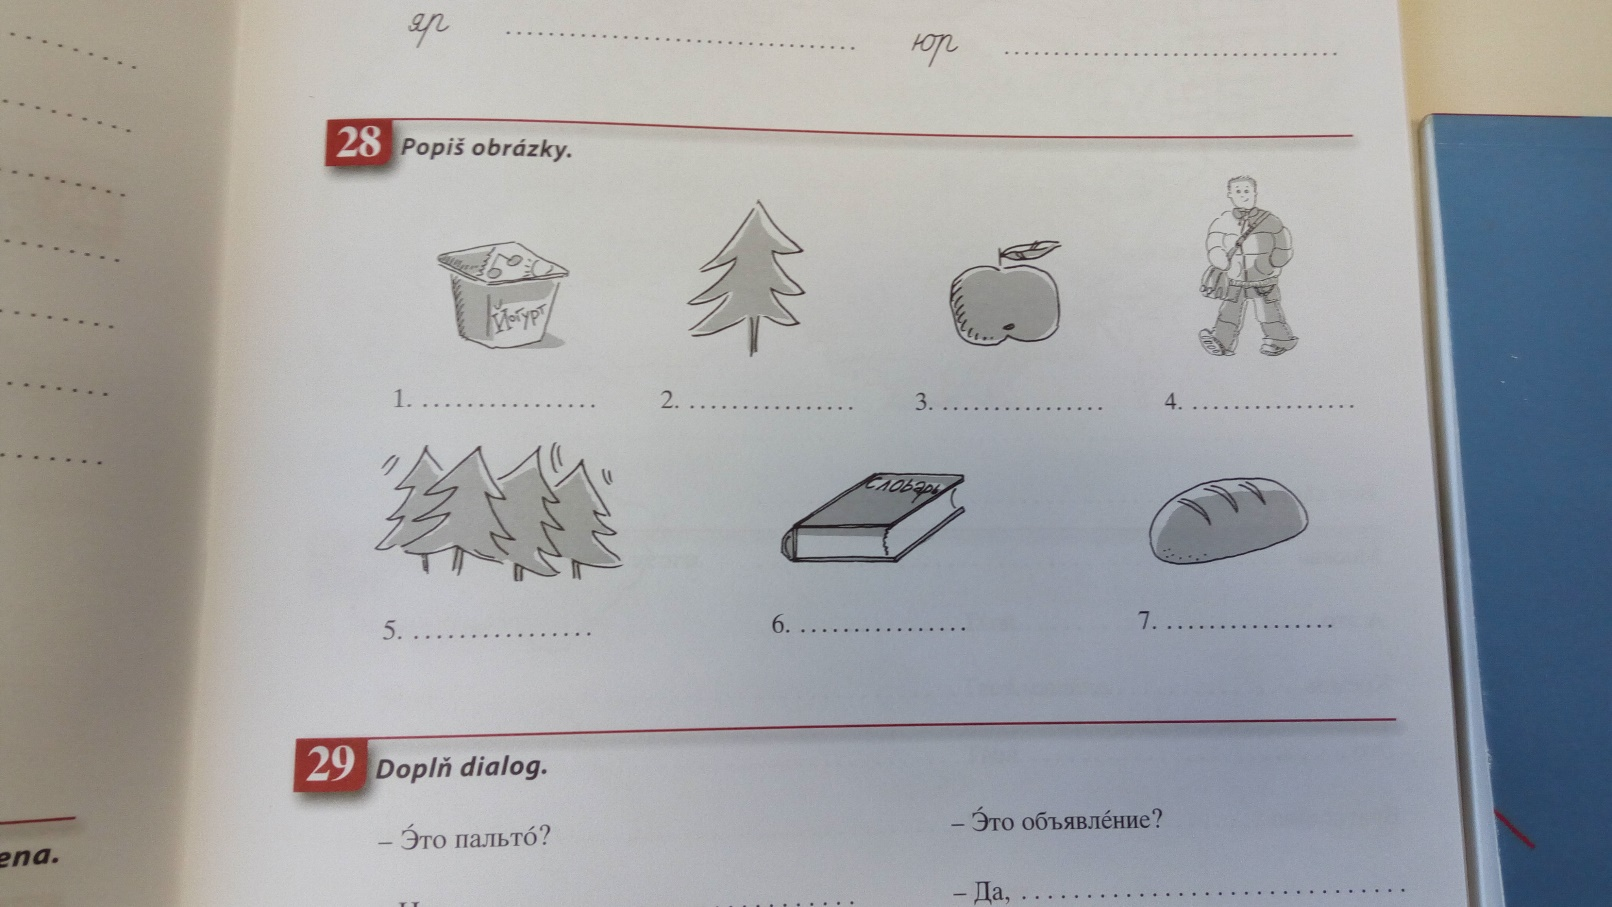 яр ........................ юр ........................
28 Popiš obrázky.
Йогурт
1. ................ 2. ................ 3. ................ 4. ................
Словарь
5. ................ 6. ................ 7. ................
29 Doplň dialog.
– Э́то пальто́? – Э́то объявле́ние?
– Да, ................................
ena.